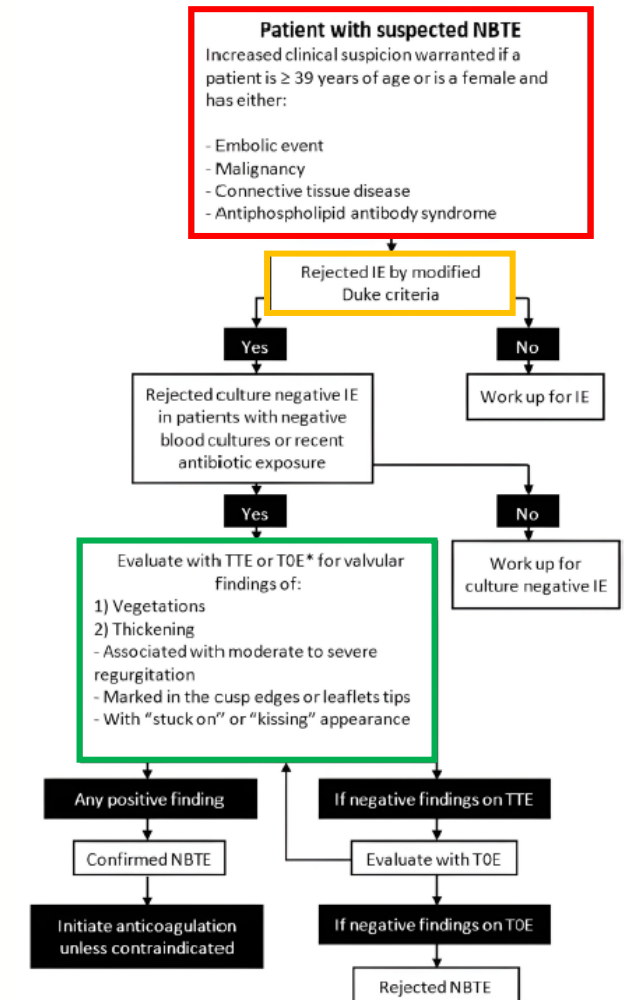 Patient with suspected NBTE
Increased clinical suspicion warranted if a
patient is ≥ 39 years of age or is a female and
has either:
- Embolic event
- Malignancy
- Connective tissue disease
- Antiphospholipid antibody syndrome
Rejected IE by modified
Duke criteria
Yes
No
Rejected culture negative IE
in patients with negative
blood cultures or recent
antibiotic exposure
Work up for IE
Yes
No
Evaluate with TTE or T0E* for valvular
findings of:
1) Vegetations
2) Thickening
- Associated with moderate to severe
regurgitation
- Marked in the cusp edges or leaflets tips
- With “stuck on” or “kissing” appearance
Work up for
culture negative IE
Any positive finding
If negative findings on TTE
Confirmed NBTE
Evaluate with T0E
Initiate anticoagulation
unless contraindicated
If negative findings on T0E
Rejected NBTE